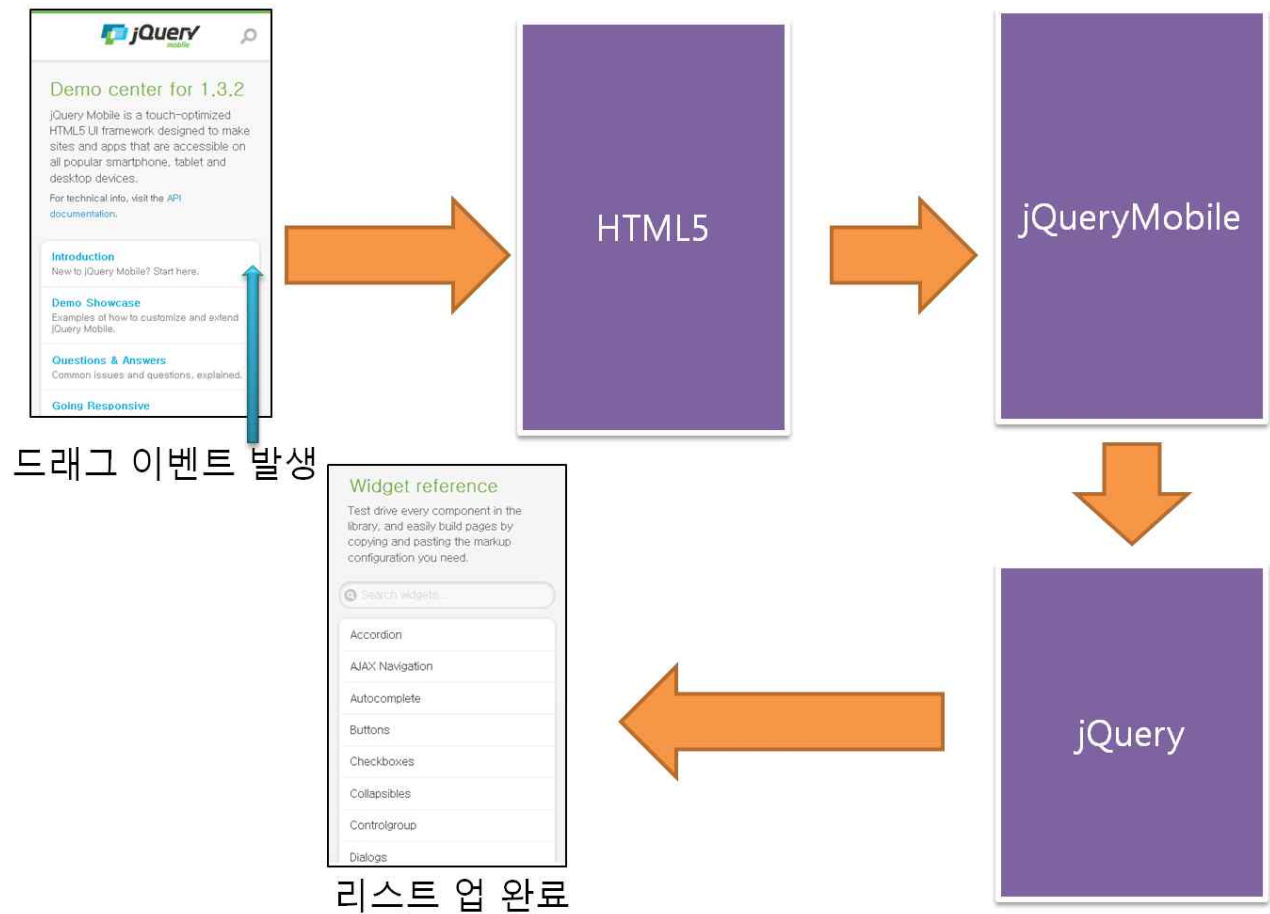 jQuery
mobile
Demo center for 1.3.2
jQuery Mobile is a touch-optimized
HTML5 UI framework designed to make
sites and apps that are accessible on
all popular smartphone, tablet and
desktop devices.
For technical info, visit the API
documentation.
Introduction
New to jQuery Mobile? Start here.
Demo Showcase
Examples of how to customize and extend
jQuery Mobile.
Questions & Answers
Common issues and questions, explained.
Going Responsive
드래그 이벤트 발생
HTML5
jQueryMobile
jQuery
Widget reference
Test drive every component in the
library, and easily build pages by
copying and pasting the markup
configuration you need.
Search widgets...
Accordion
AJAX Navigation
Autocomplete
Buttons
Checkboxes
Collapsibles
Controlgroup
Dialogs
리스트 업 완료